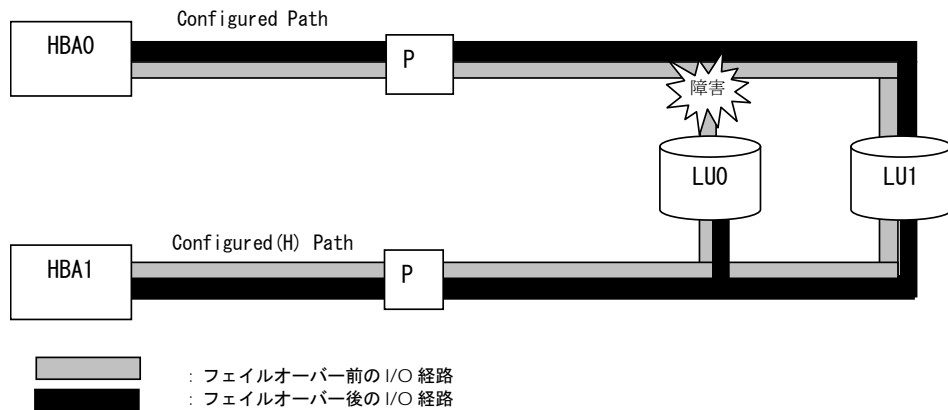 Configured Path
HBA0
P
障害
LU0
LU1
Configured(H) Path
HBA1
P
: フェイルオーバー前の I/O 経路
: フェイルオーバー後の I/O 経路